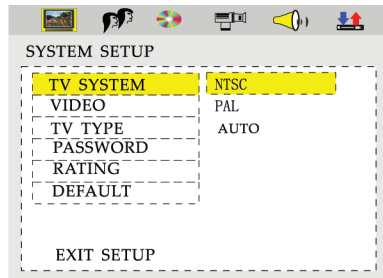 SYSTEM SETUP
TV SYSTEM NTSC
VIDEO PAL
TV TYPE AUTO
PASSWORD
RATING
DEFAULT
EXIT SETUP